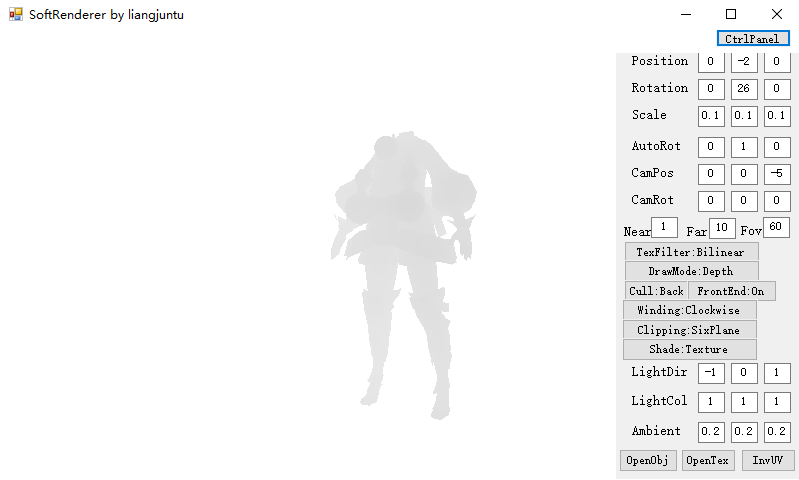 SoftRenderer by liangjuntu
CtrlPanel
Position 0 -2 0
Rotation 0 26 0
Scale 0.1 0.1 0.1
AutoRot 0 1 0
CamPos 0 0 -5
CamRot 0 0 0
Near 1 Far 10 Fov 60
TexFilter:Bilinear
DrawMode:Depth
Cull:Back FrontEnd:On
Winding:Clockwise
Clipping:SixPlane
Shade:Texture
LightDir -1 0 1
LightCol 1 1 1
Ambient 0.2 0.2 0.2
OpenObj OpenTex InvUV